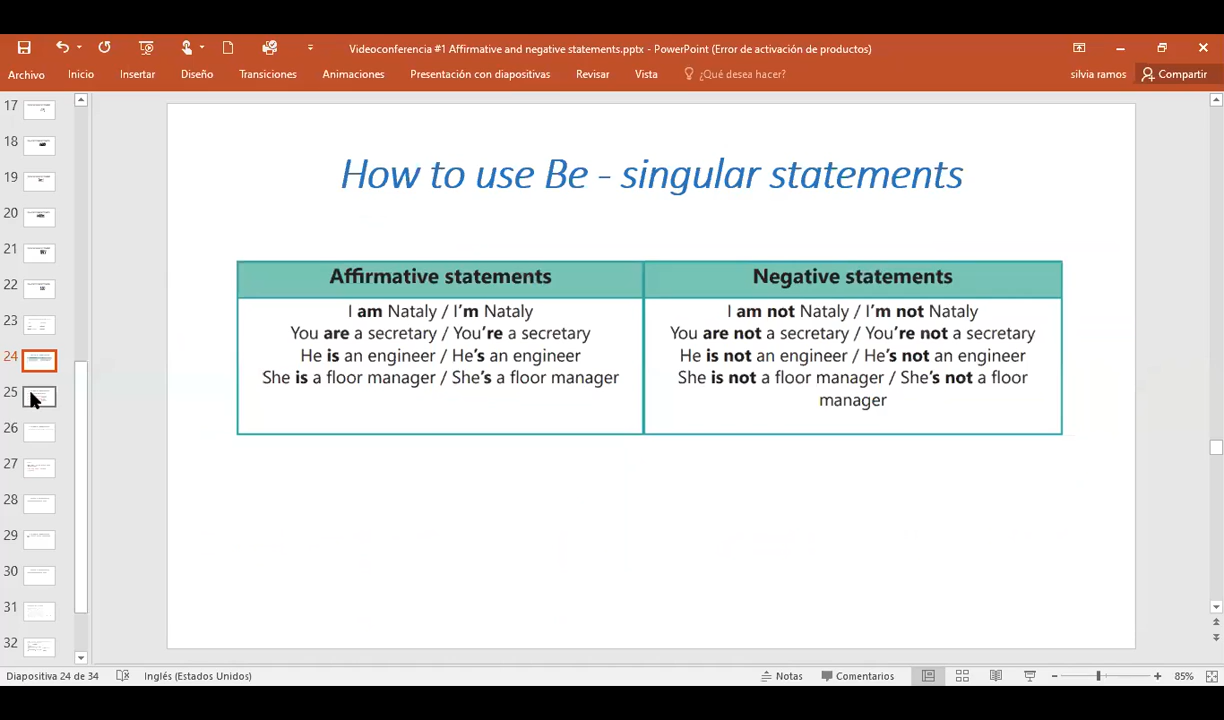 Videoconferencia #1 Affirmative and negative statements.pptx - PowerPoint (Error de activación de productos)
Archivo Inicio Insertar Diseño Transiciones Animaciones Presentación con diapositivas Revisar Vista ¿Qué desea hacer? silvia ramos Compartir
17
18
19
20
21
22
23
24
25
26
27
28
29
30
31
32
How to use Be - singular statements
Affirmative statements
I am Nataly / I'm Nataly
You are a secretary / You're a secretary
He is an engineer / He's an engineer
She is a floor manager / She's a floor manager
Negative statements
I am not Nataly / I'm not Nataly
You are not a secretary / You're not a secretary
He is not an engineer / He's not an engineer
She is not a floor manager / She's not a floor
manager
Diapositiva 24 de 34 Inglés (Estados Unidos) Notas Comentarios 85%